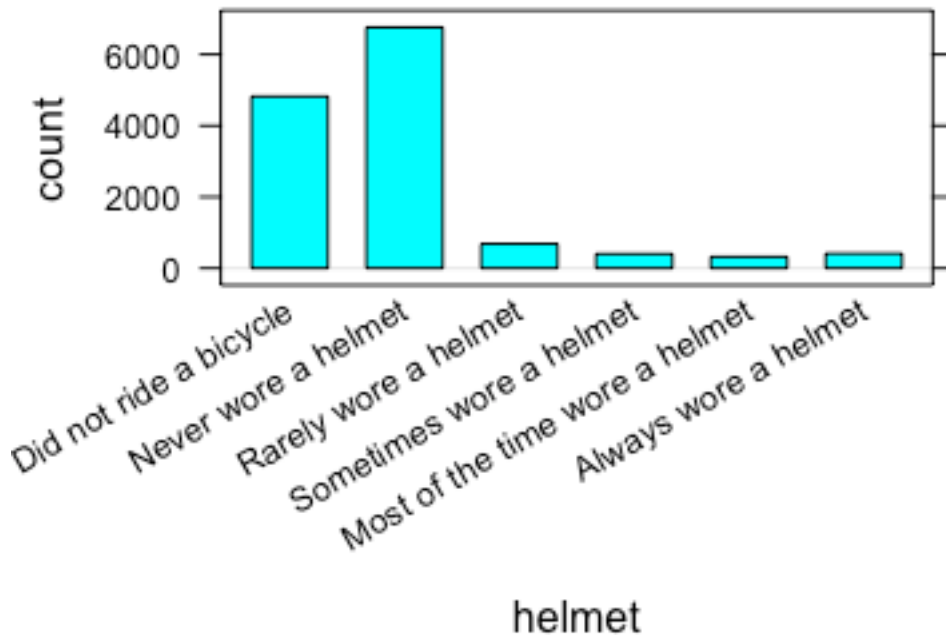 count
6000
4000
2000
0
Did not ride a bicycle
Never wore a helmet
Rarely wore a helmet
Sometimes wore a helmet
Most of the time wore a helmet
Always wore a helmet
helmet